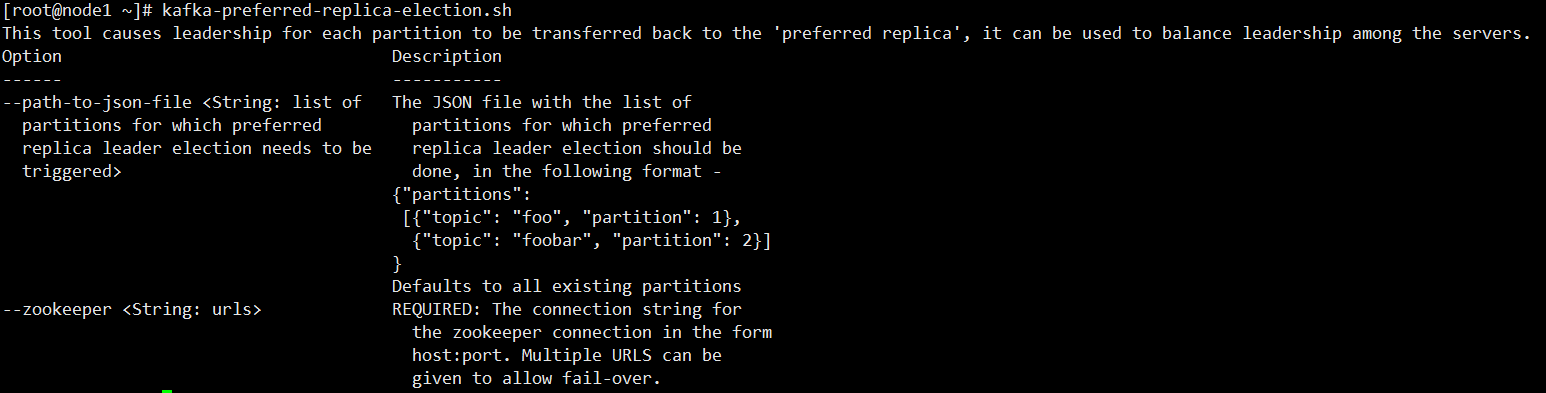 [root@node1 ~]# kafka-preferred-replica-election.sh
This tool causes leadership for each partition to be transferred back to the 'preferred replica', it can be used to balance leadership among the servers.
Option                                 Description
------                                 -----------
--path-to-json-file <String: list of   The JSON file with the list of
  partitions for which preferred         partitions for which preferred
  replica leader election needs to be    replica leader election should be
  triggered>                             done, in the following format -
                                       {"partitions":
                                        [{"topic": "foo", "partition": 1},
                                         {"topic": "foobar", "partition": 2}]
                                       }
                                       Defaults to all existing partitions
--zookeeper <String: urls>             REQUIRED: The connection string for
                                         the zookeeper connection in the form
                                         host:port. Multiple URLS can be
                                         given to allow fail-over.